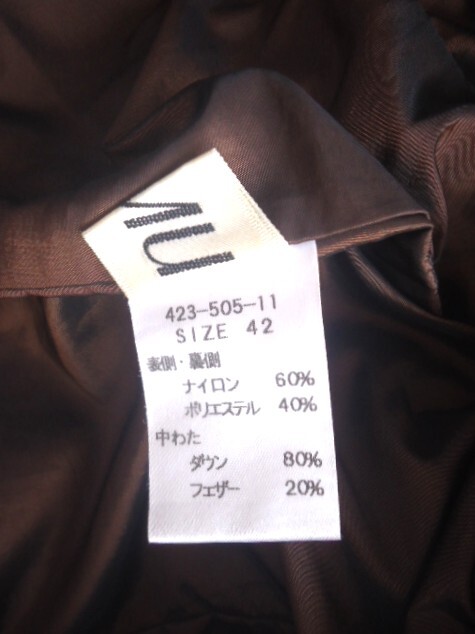 423-505-11
SIZE 42
表側・裏側
ナイロン 60%
ポリエステル 40%
中わた
ダウン 80%
フェザー 20%